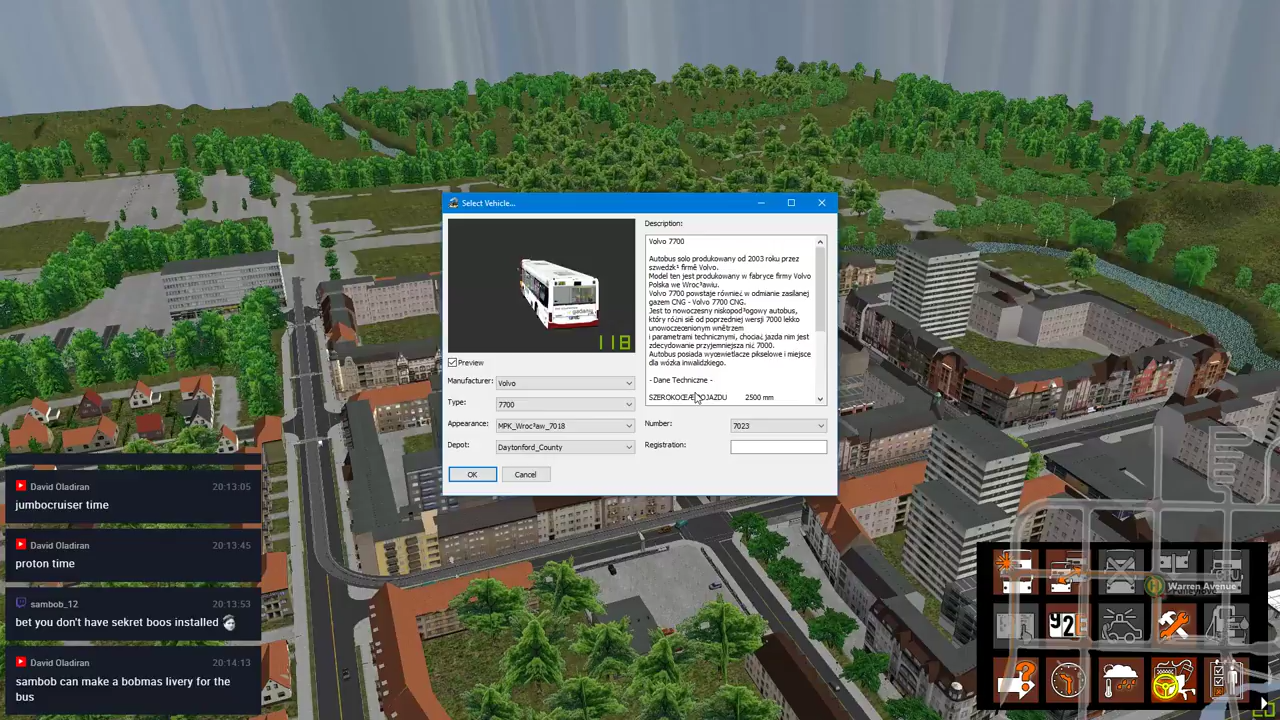 Select Vehicle...
Description:
Volvo 7700
Autobus solo produkowany od 2003 roku przez
szwedzk¹ firmê Volvo.
Model ten jest produkowany w fabryce firmy Volvo
Polska we Wroc³awiu.
Volvo 7700 powstaje równie¿ w odmianie zasilanej
gazem CNG - Volvo 7700 CNG.
Jest to nowoczesny niskopod³ogowy autobus,
który ró¿ni siê od poprzedniej wersji 7000 lekko
unowoczeœnionym wnêtrzem
i parametrami technicznymi, chocia¿ jazda nim jest
zdecydowanie przyjemniejsza ni¿ 7000.
Autobus posiada wyœwietlacze pikselowe i miejsce
dla wózka inwalidzkiego.
- Dane Techniczne -
2500 mm
118
Preview
Manufacturer:
Volvo
Type:
7700
Appearance:
MPK_Wroc³aw_7018
Number:
7023
Depot:
Daytonford_County
Registration:
OK
Cancel
David Oladiran
20:13:05
jumbocruiser time
David Oladiran
20:13:45
proton time
sambob_12
20:13:53
bet you don't have sekret boos installed
David Oladiran
20:14:13
sambob can make a bobmas livery for the
bus
Warren Avenue